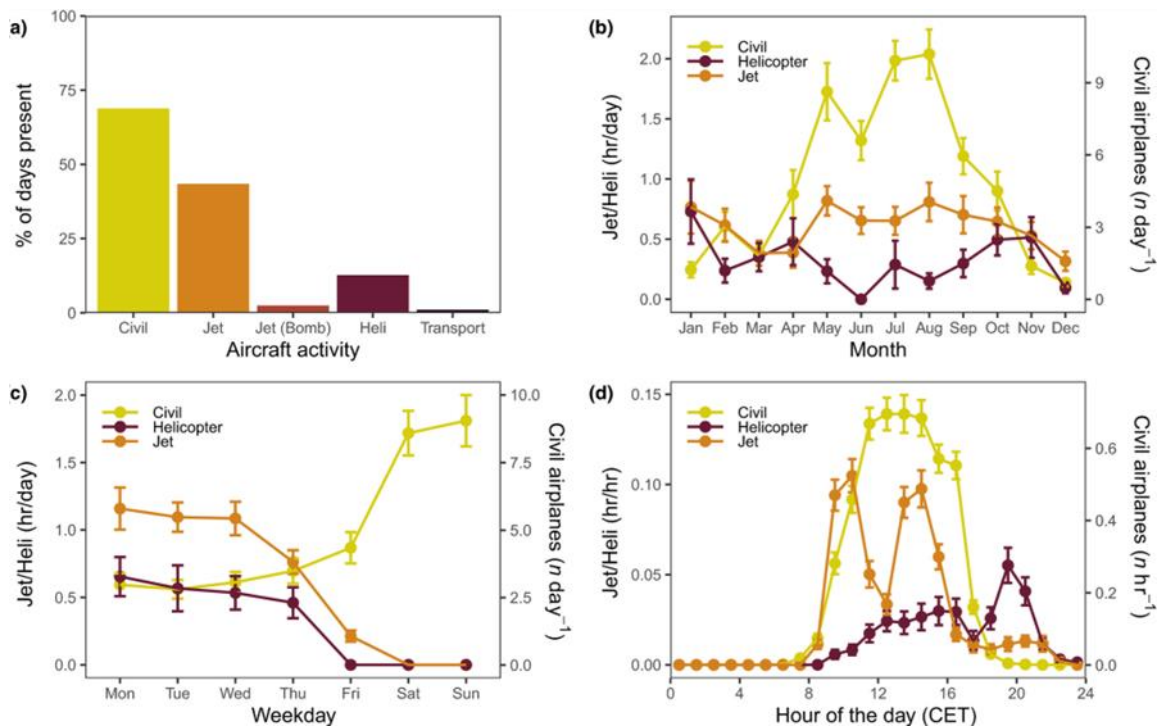 a)
100
75
50
25
0
% of days present
Civil Jet Jet (Bomb) Heli Transport
Aircraft activity
(b)
Civil
Helicopter
Jet
2.0
1.5
1.0
0.5
0.0
Jet/Heli (hr/day)
9
6
3
0
Civil airplanes (n day⁻¹)
Jan Feb Mar Apr May Jun Jul Aug Sep Oct Nov Dec
Month
c)
Civil
Helicopter
Jet
2.0
1.5
1.0
0.5
0.0
Jet/Heli (hr/day)
10.0
7.5
5.0
2.5
0.0
Civil airplanes (n day⁻¹)
Mon Tue Wed Thu Fri Sat Sun
Weekday
(d)
Civil
Helicopter
Jet
0.15
0.10
0.05
0.00
Jet/Heli (hr/hr)
0.6
0.4
0.2
0.0
Civil airplanes (n hr⁻¹)
0 4 8 12 16 20 24
Hour of the day (CET)